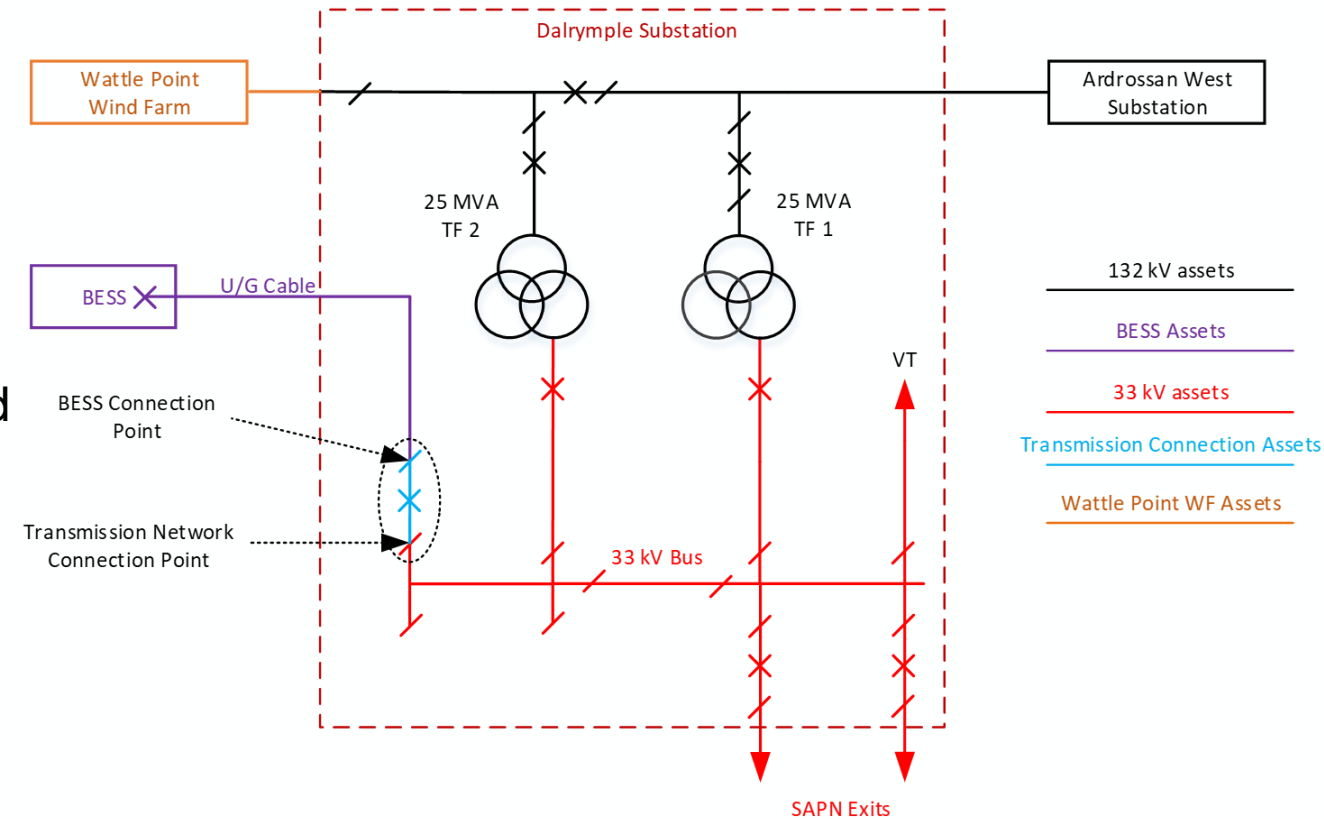 Dalrymple Substation
Wattle Point
Wind Farm
Ardrossan West
Substation
25 MVA
TF 2
25 MVA
TF 1
BESS
U/G Cable
132 kV assets
BESS Assets
VT
33 kV assets
d
BESS Connection
Point
Transmission Connection Assets
Wattle Point WF Assets
Transmission Network
Connection Point
33 kV Bus
SAPN Exits